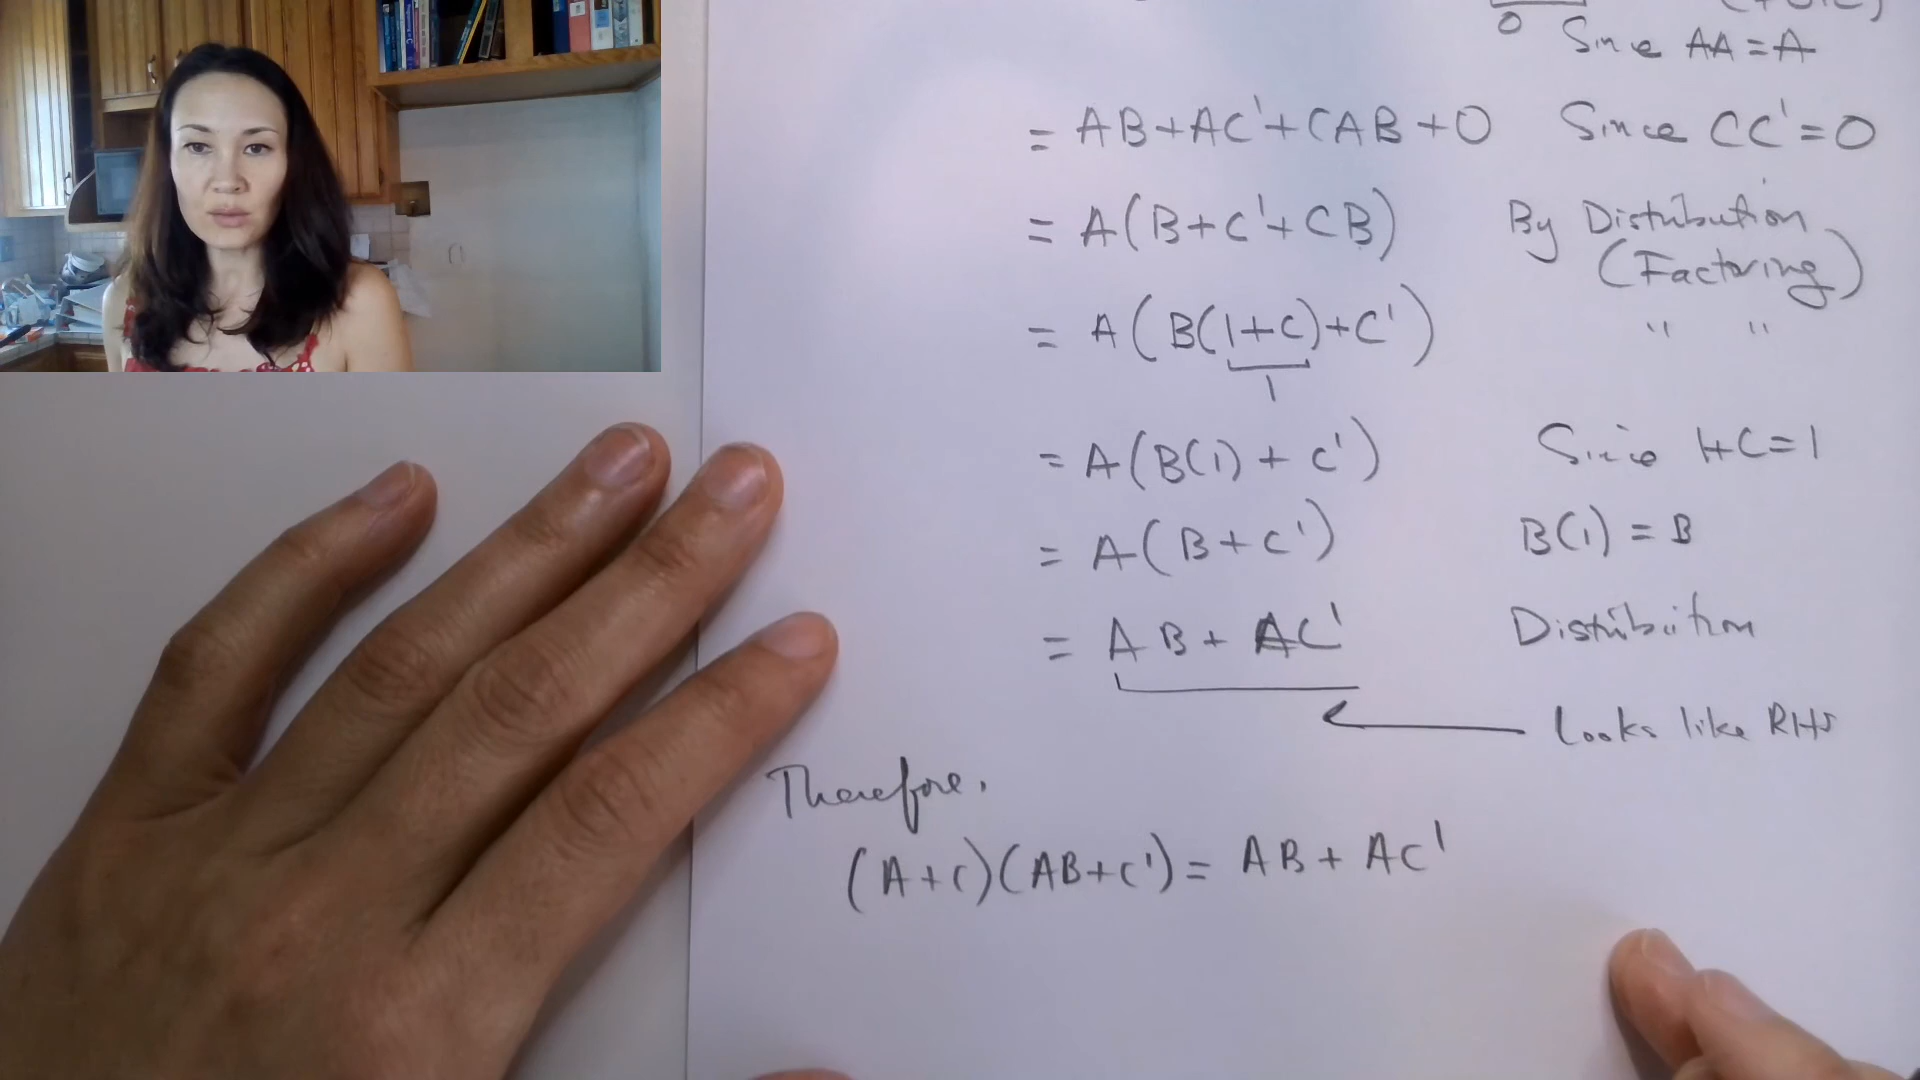 0 Since AA = A
= AB + AC' + CAB + 0 Since CC' = 0
= A(B + C' + CB) By Distribution
(Factoring)
= A(B(1+C) + C') " "
1
= A(B(1) + C') Since 1+C=1
= A(B + C') B(1) = B
= AB + AC' Distribution
Looks like RHS
Therefore,
(A+C)(AB+C') = AB + AC'